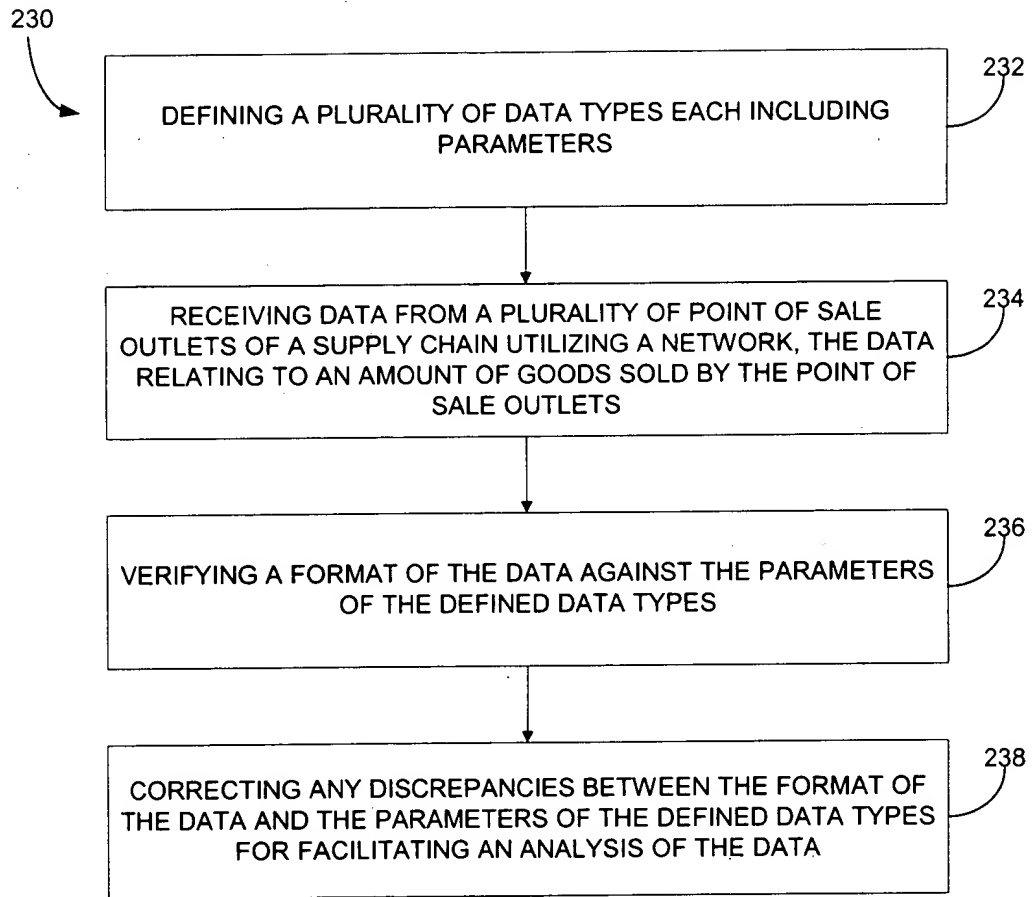 230
232
DEFINING A PLURALITY OF DATA TYPES EACH INCLUDING
PARAMETERS
234
RECEIVING DATA FROM A PLURALITY OF POINT OF SALE
OUTLETS OF A SUPPLY CHAIN UTILIZING A NETWORK, THE DATA
RELATING TO AN AMOUNT OF GOODS SOLD BY THE POINT OF
SALE OUTLETS
236
VERIFYING A FORMAT OF THE DATA AGAINST THE PARAMETERS
OF THE DEFINED DATA TYPES
238
CORRECTING ANY DISCREPANCIES BETWEEN THE FORMAT OF
THE DATA AND THE PARAMETERS OF THE DEFINED DATA TYPES
FOR FACILITATING AN ANALYSIS OF THE DATA